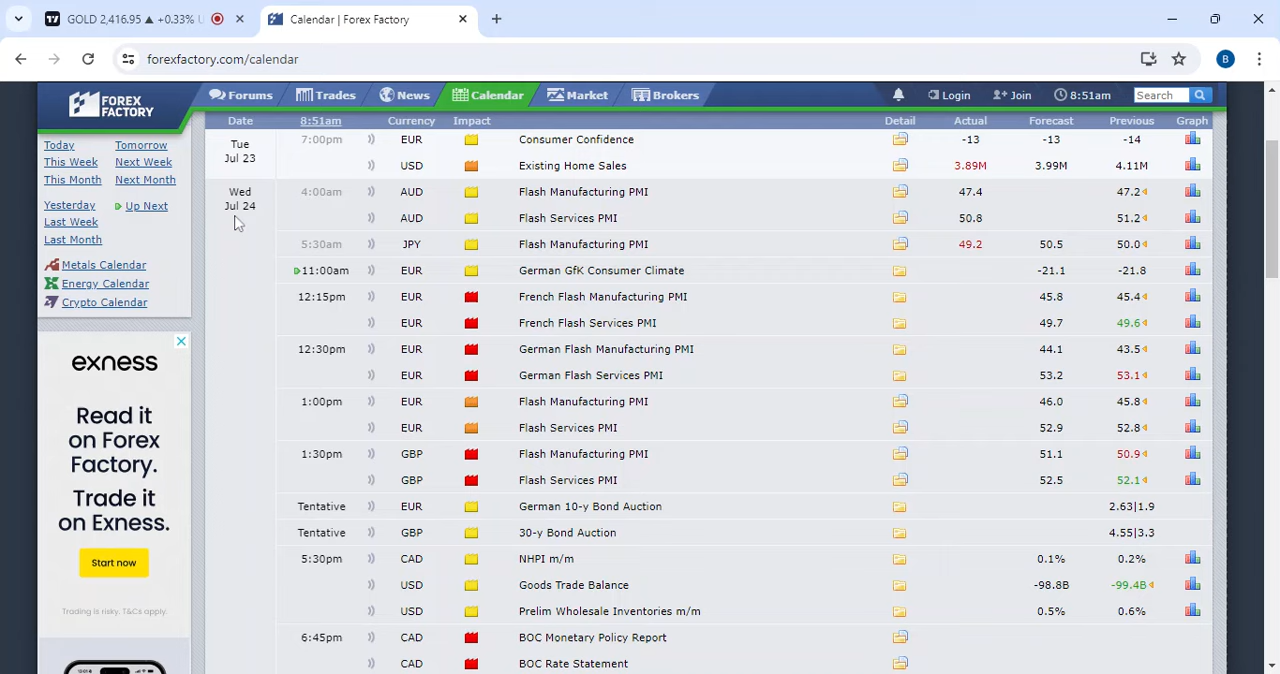 GOLD 2,416.95 ▲ +0.33%
Calendar | Forex Factory
forexfactory.com/calendar
B
FOREX
FACTORY
Forums
Trades
News
Calendar
Market
Brokers
Login
Join
8:51am
Search
Date 8:51am Currency Impact Detail Actual Forecast Previous Graph
Today Tomorrow
This Week Next Week
This Month Next Month
Yesterday Up Next
Last Week
Last Month
Metals Calendar
Energy Calendar
Crypto Calendar
exness
Read it
on Forex
Factory.
Trade it
on Exness.
Start now
Trading is risky. T&Cs apply.
Tue
Jul 23
7:00pm EUR Consumer Confidence -13 -13 -14
USD Existing Home Sales 3.89M 3.99M 4.11M
Wed
Jul 24
4:00am AUD Flash Manufacturing PMI 47.4 47.2
AUD Flash Services PMI 50.8 51.2
5:30am JPY Flash Manufacturing PMI 49.2 50.5 50.0
11:00am EUR German GfK Consumer Climate -21.1 -21.8
12:15pm EUR French Flash Manufacturing PMI 45.8 45.4
EUR French Flash Services PMI 49.7 49.6
12:30pm EUR German Flash Manufacturing PMI 44.1 43.5
EUR German Flash Services PMI 53.2 53.1
1:00pm EUR Flash Manufacturing PMI 46.0 45.8
EUR Flash Services PMI 52.9 52.8
1:30pm GBP Flash Manufacturing PMI 51.1 50.9
GBP Flash Services PMI 52.5 52.1
Tentative EUR German 10-y Bond Auction 2.63|1.9
Tentative GBP 30-y Bond Auction 4.55|3.3
5:30pm CAD NHPI m/m 0.1% 0.2%
USD Goods Trade Balance -98.8B -99.4B
USD Prelim Wholesale Inventories m/m 0.5% 0.6%
6:45pm CAD BOC Monetary Policy Report
CAD BOC Rate Statement